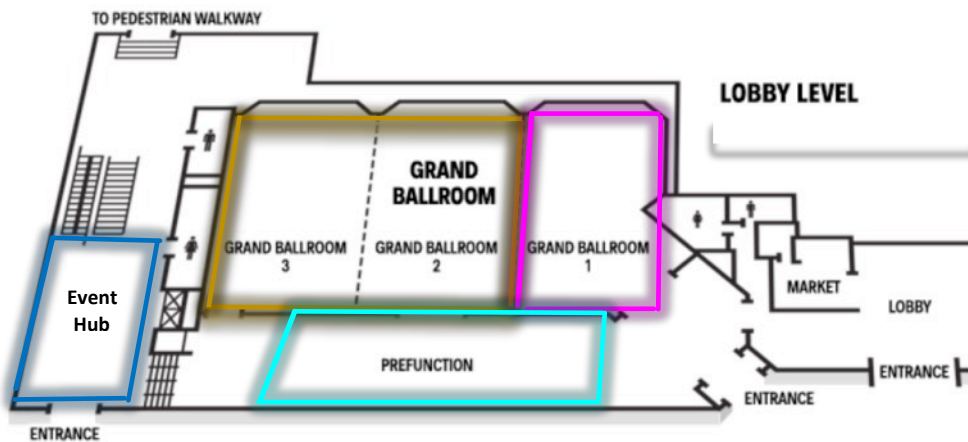 TO PEDESTRIAN WALKWAY
LOBBY LEVEL
GRAND
BALLROOM
GRAND BALLROOM
3
GRAND BALLROOM
2
GRAND BALLROOM
1
Event
Hub
MARKET
LOBBY
PREFUNCTION
ENTRANCE
ENTRANCE
ENTRANCE